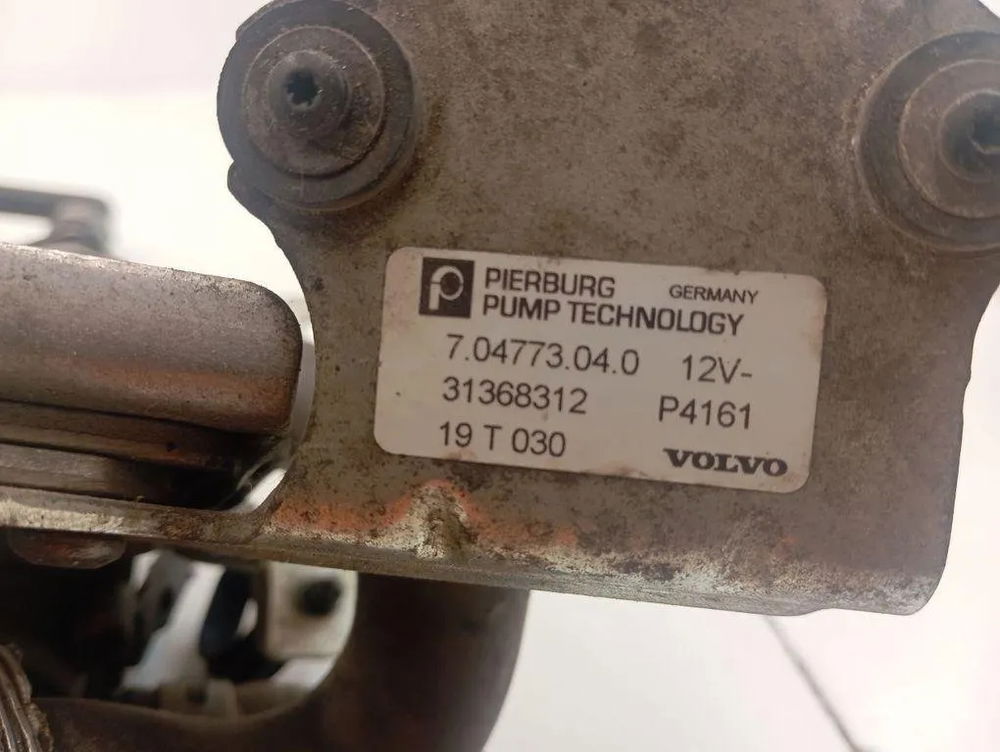 PIERBURG GERMANY
PUMP TECHNOLOGY
7.04773.04.0 12V-
31368312 P4161
19 T 030 VOLVO